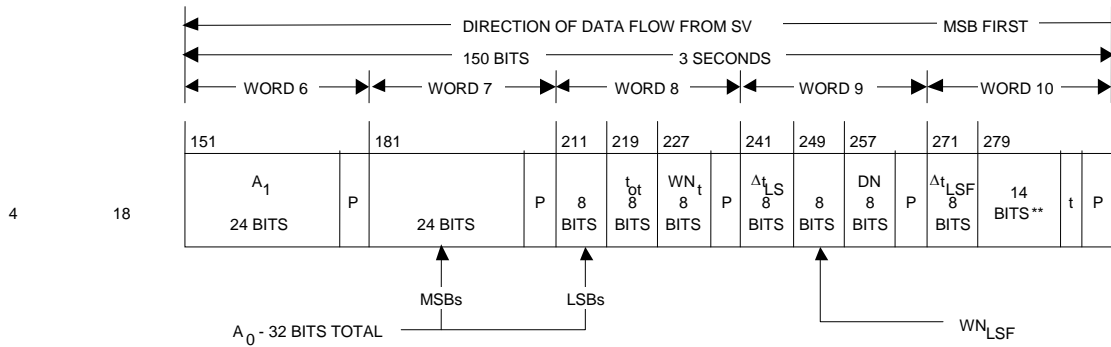 DIRECTION OF DATA FLOW FROM SV MSB FIRST
150 BITS 3 SECONDS
WORD 6 WORD 7 WORD 8 WORD 9 WORD 10
151 181 211 219 227 241 249 257 271 279
A1 tot WNt ΔtLS DN ΔtLSF
P P P P 14 t P
4 18 24 BITS 24 BITS 8 BITS 8 BITS 8 BITS 8 BITS 8 BITS 8 BITS 8 BITS BITS**
MSBs LSBs
A0 - 32 BITS TOTAL WNLSF